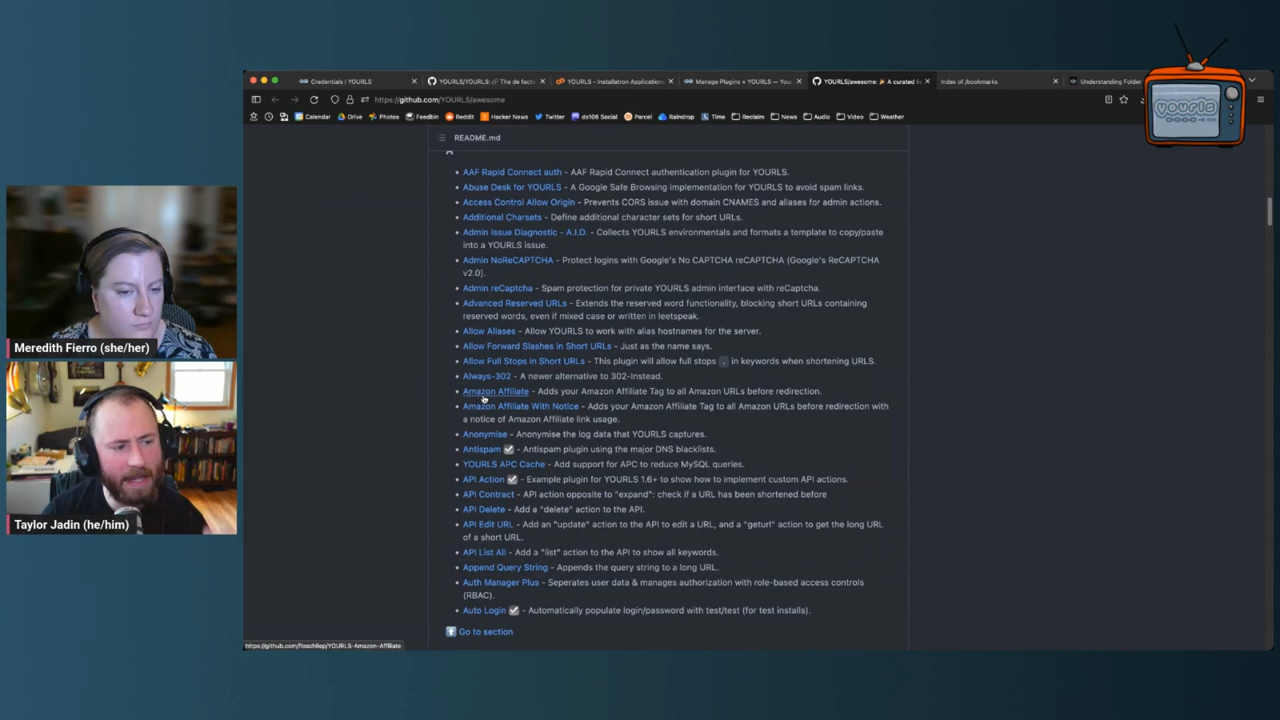 Credentials | YOURLS
YOURLS/YOURLS: 🔗 The de facto
YOURLS - Installatron Applications
Manage Plugins « YOURLS — You
YOURLS/awesome: 🎉 A curated li
Index of /bookmarks
Understanding Folder
https://github.com/YOURLS/awesome
Calendar Drive Photos Feedbin Reddit Hacker News Twitter ds106 Social Parcel Raindrop Time Reclaim News Audio Video Weather
yourls
README.md
A
AAF Rapid Connect auth - AAF Rapid Connect authentication plugin for YOURLS.
Abuse Desk for YOURLS - A Google Safe Browsing implementation for YOURLS to avoid spam links.
Access Control Allow Origin - Prevents CORS issue with domain CNAMES and aliases for admin actions.
Additional Charsets - Define additional character sets for short URLs.
Admin Issue Diagnostic - A.I.D. - Collects YOURLS environmentals and formats a template to copy/paste
into a YOURLS issue.
Admin NoReCAPTCHA - Protect logins with Google's No CAPTCHA reCAPTCHA (Google's ReCAPTCHA
v2.0).
Admin reCaptcha - Spam protection for private YOURLS admin interface with reCaptcha.
Advanced Reserved URLs - Extends the reserved word functionality, blocking short URLs containing
reserved words, even if mixed case or written in leetspeak.
Allow Aliases - Allow YOURLS to work with alias hostnames for the server.
Allow Forward Slashes in Short URLs - Just as the name says.
Allow Full Stops in Short URLs - This plugin will allow full stops . in keywords when shortening URLS.
Always-302 - A newer alternative to 302-Instead.
Amazon Affiliate - Adds your Amazon Affiliate Tag to all Amazon URLs before redirection.
Amazon Affiliate With Notice - Adds your Amazon Affiliate Tag to all Amazon URLs before redirection with
a notice of Amazon Affiliate link usage.
Anonymise - Anonymise the log data that YOURLS captures.
Antispam ☑ - Antispam plugin using the major DNS blacklists.
YOURLS APC Cache - Add support for APC to reduce MySQL queries.
API Action ☑ - Example plugin for YOURLS 1.6+ to show how to implement custom API actions.
API Contract - API action opposite to "expand": check if a URL has been shortened before
API Delete - Add a "delete" action to the API.
API Edit URL - Add an "update" action to the API to edit a URL, and a "geturl" action to get the long URL
of a short URL.
API List All - Add a "list" action to the API to show all keywords.
Append Query String - Appends the query string to a long URL.
Auth Manager Plus - Seperates user data & manages authorization with role-based access controls
(RBAC).
Auto Login ☑ - Automatically populate login/password with test/test (for test installs).
Go to section
https://github.com/floschliep/YOURLS-Amazon-Affiliate
Meredith Fierro (she/her)
Taylor Jadin (he/him)